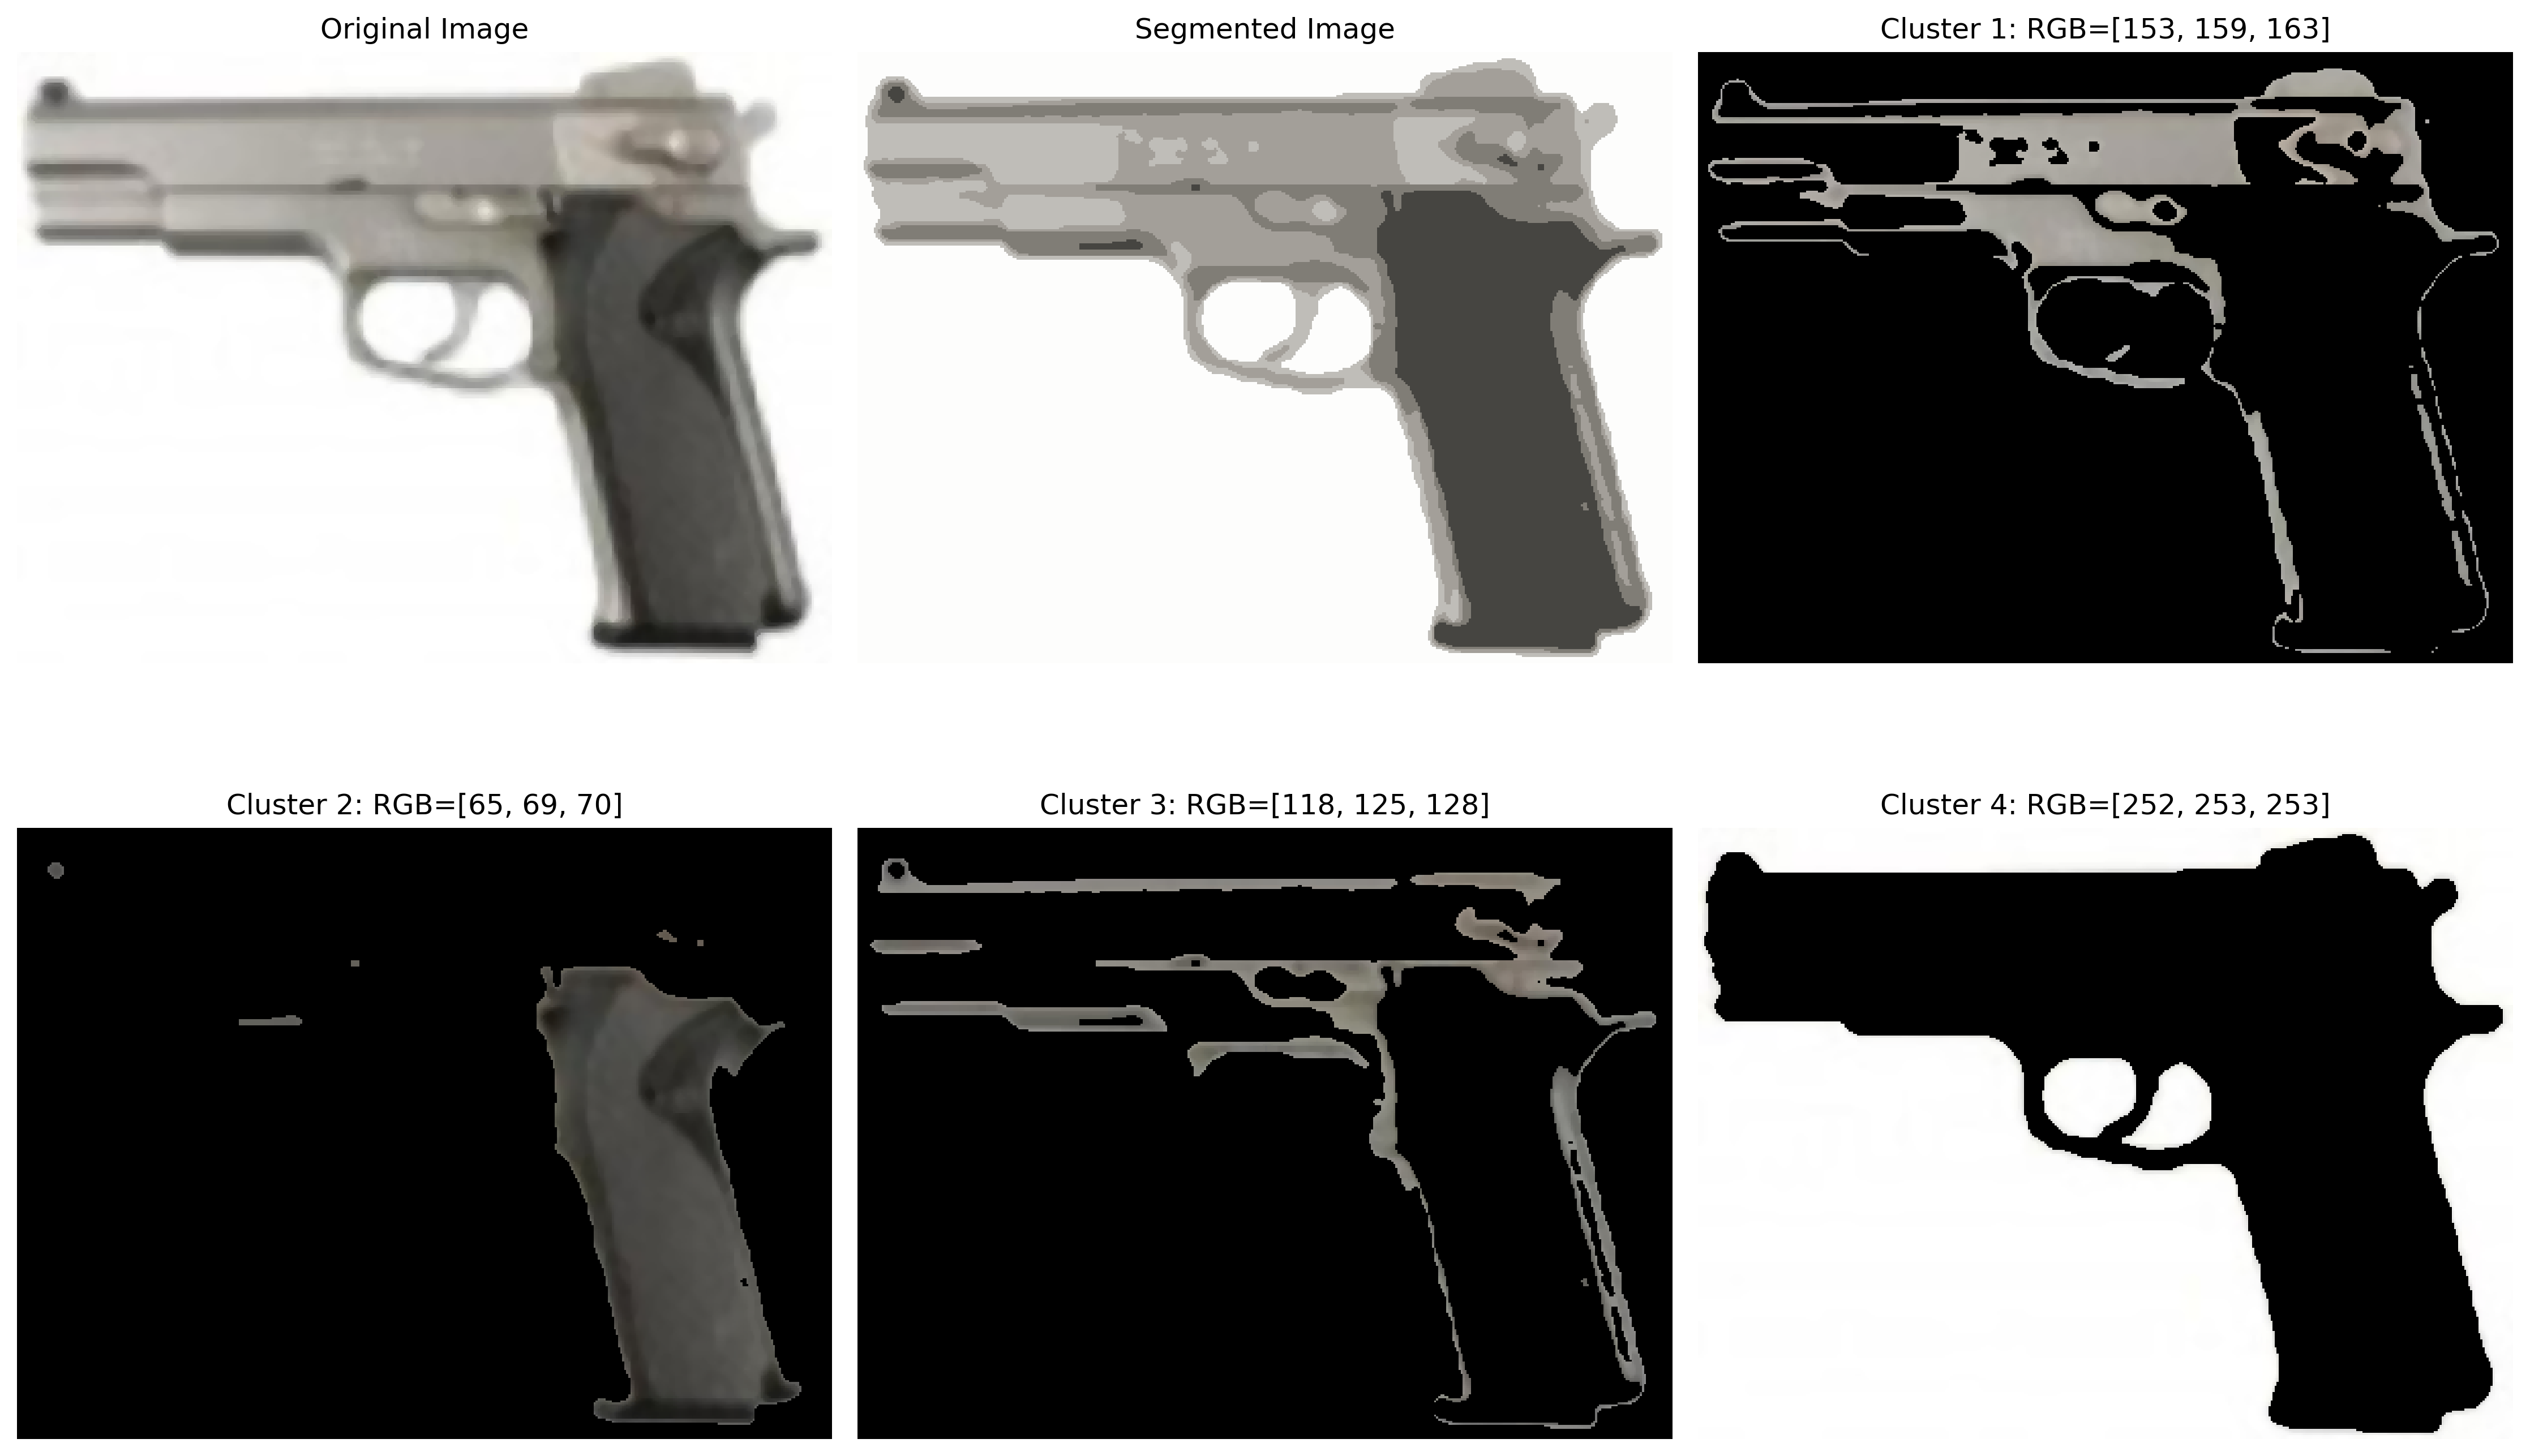 Original Image
Segmented Image
Cluster 1: RGB=[153, 159, 163]
Cluster 2: RGB=[65, 69, 70]
Cluster 3: RGB=[118, 125, 128]
Cluster 4: RGB=[252, 253, 253]